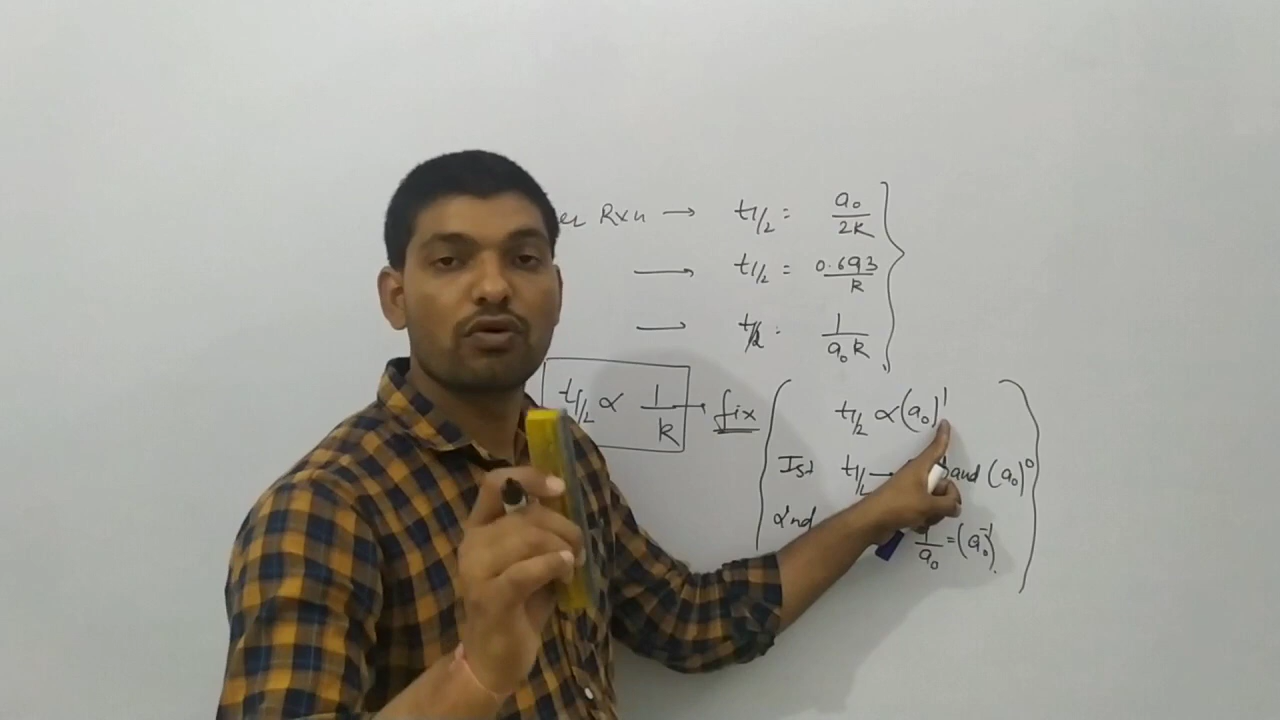 Rxn → t1/2 = a₀/2K
→ t1/2 = 0.693/K
→ t1/2 = 1/a₀K
t1/2 ∝ 1/K → fix
t1/2 ∝ (a₀)¹
Ist t1/2 → (a₀)⁰
2nd 1/a₀ = (a₀⁻¹).